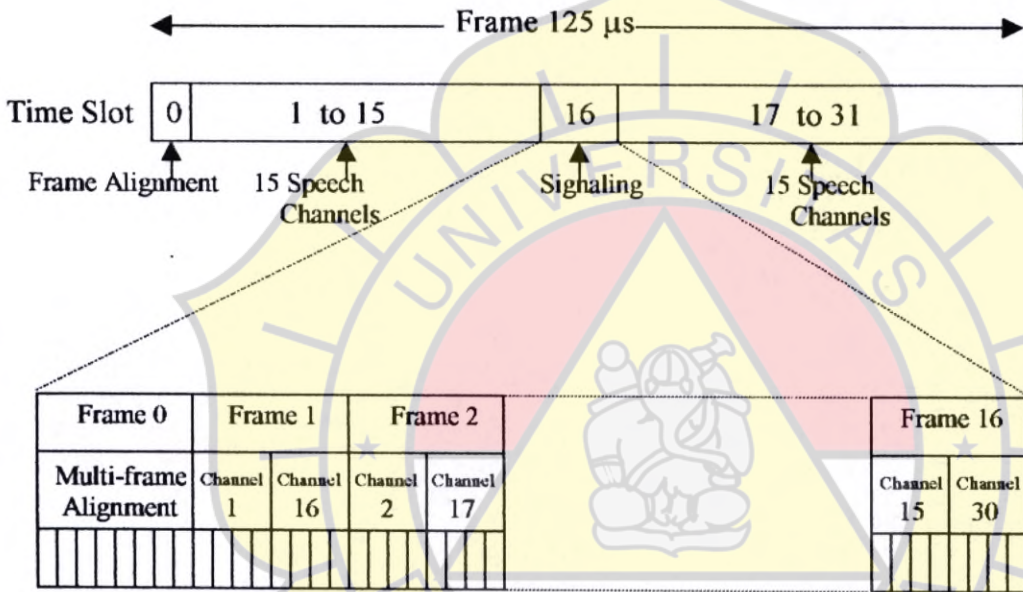 Frame 125 μs
Time Slot 0 1 to 15 16 17 to 31
Frame Alignment 15 Speech Channels Signaling 15 Speech Channels
UNIVERSITAS
Frame 0 Frame 1 Frame 2 Frame 16
Multi-frame Alignment Channel 1 Channel 16 Channel 2 Channel 17 Channel 15 Channel 30